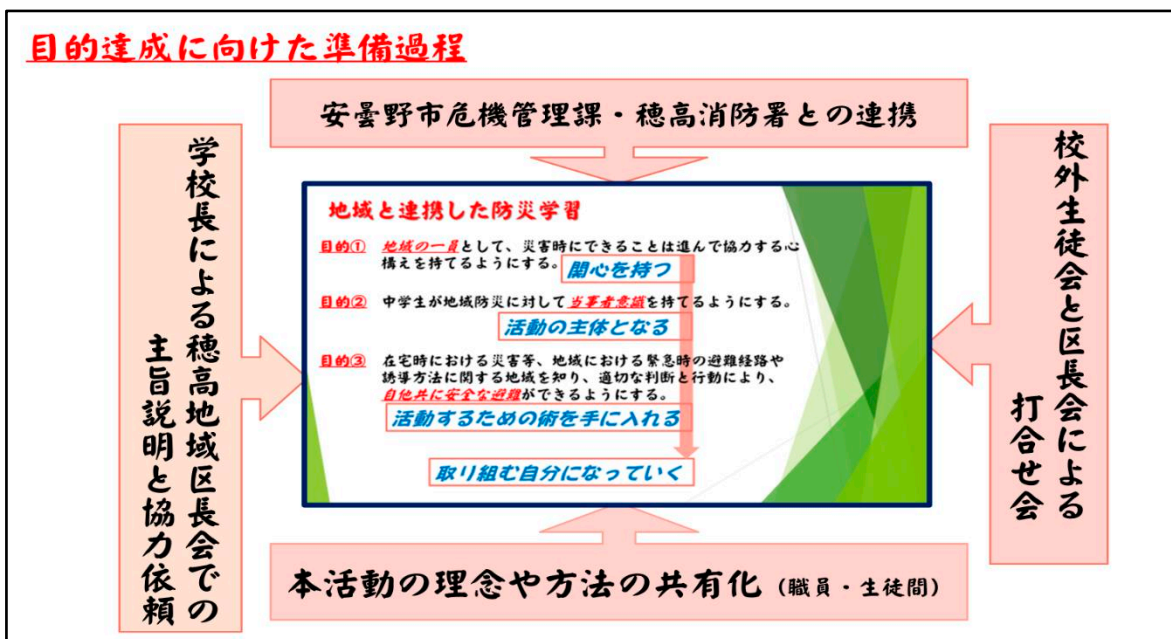 目的達成に向けた準備過程
安曇野市危機管理課・穂高消防署との連携
学校長による穂高地域区長会での
主旨説明と協力依頼
地域と連携した防災学習
目的① 地域の一員として、災害時にできることは進んで協力する心
構えを持てるようにする。
関心を持つ
目的② 中学生が地域防災に対して当事者意識を持てるようにする。
活動の主体となる
目的③ 在宅時における災害等、地域における緊急時の避難経路や
誘導方法に関する地域を知り、適切な判断と行動により、
自他共に安全な避難ができるようにする。
活動するための術を手に入れる
取り組む自分になっていく
校外生徒会と区長会による
打合せ会
本活動の理念や方法の共有化（職員・生徒間）